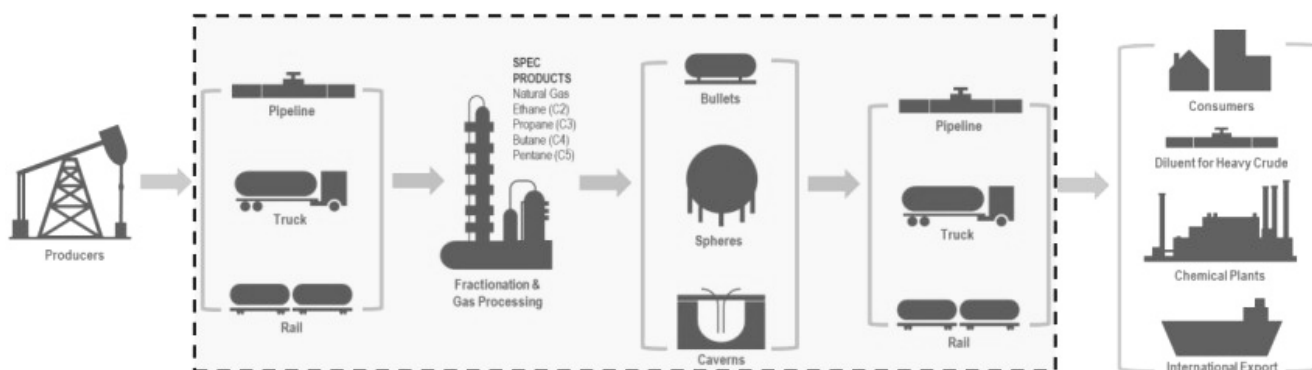 Producers
Pipeline
Truck
Rail
SPEC
PRODUCTS
Natural Gas
Ethane (C2)
Propane (C3)
Butane (C4)
Pentane (C5)
Fractionation &
Gas Processing
Bullets
Spheres
Caverns
Pipeline
Truck
Rail
Consumers
Diluent for Heavy Crude
Chemical Plants
International Export